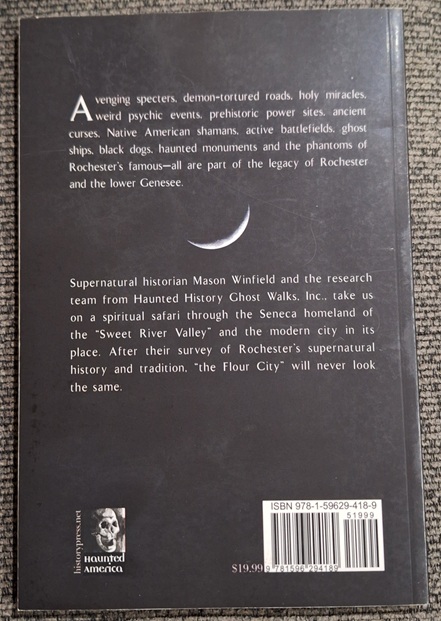 Avenging specters, demon-tortured roads, holy miracles,
weird psychic events, prehistoric power sites, ancient
curses, Native American shamans, active battlefields, ghost
ships, black dogs, haunted monuments and the phantoms of
Rochester's famous—all are part of the legacy of Rochester
and the lower Genesee.
Supernatural historian Mason Winfield and the research
team from Haunted History Ghost Walks, Inc., take us
on a spiritual safari through the Seneca homeland of
the "Sweet River Valley" and the modern city in its
place. After their survey of Rochester's supernatural
history and tradition, "the Flour City" will never look
the same.
historypress.net
Haunted
America
$19.99
ISBN 978-1-59629-418-9
51999
9 781596 294189